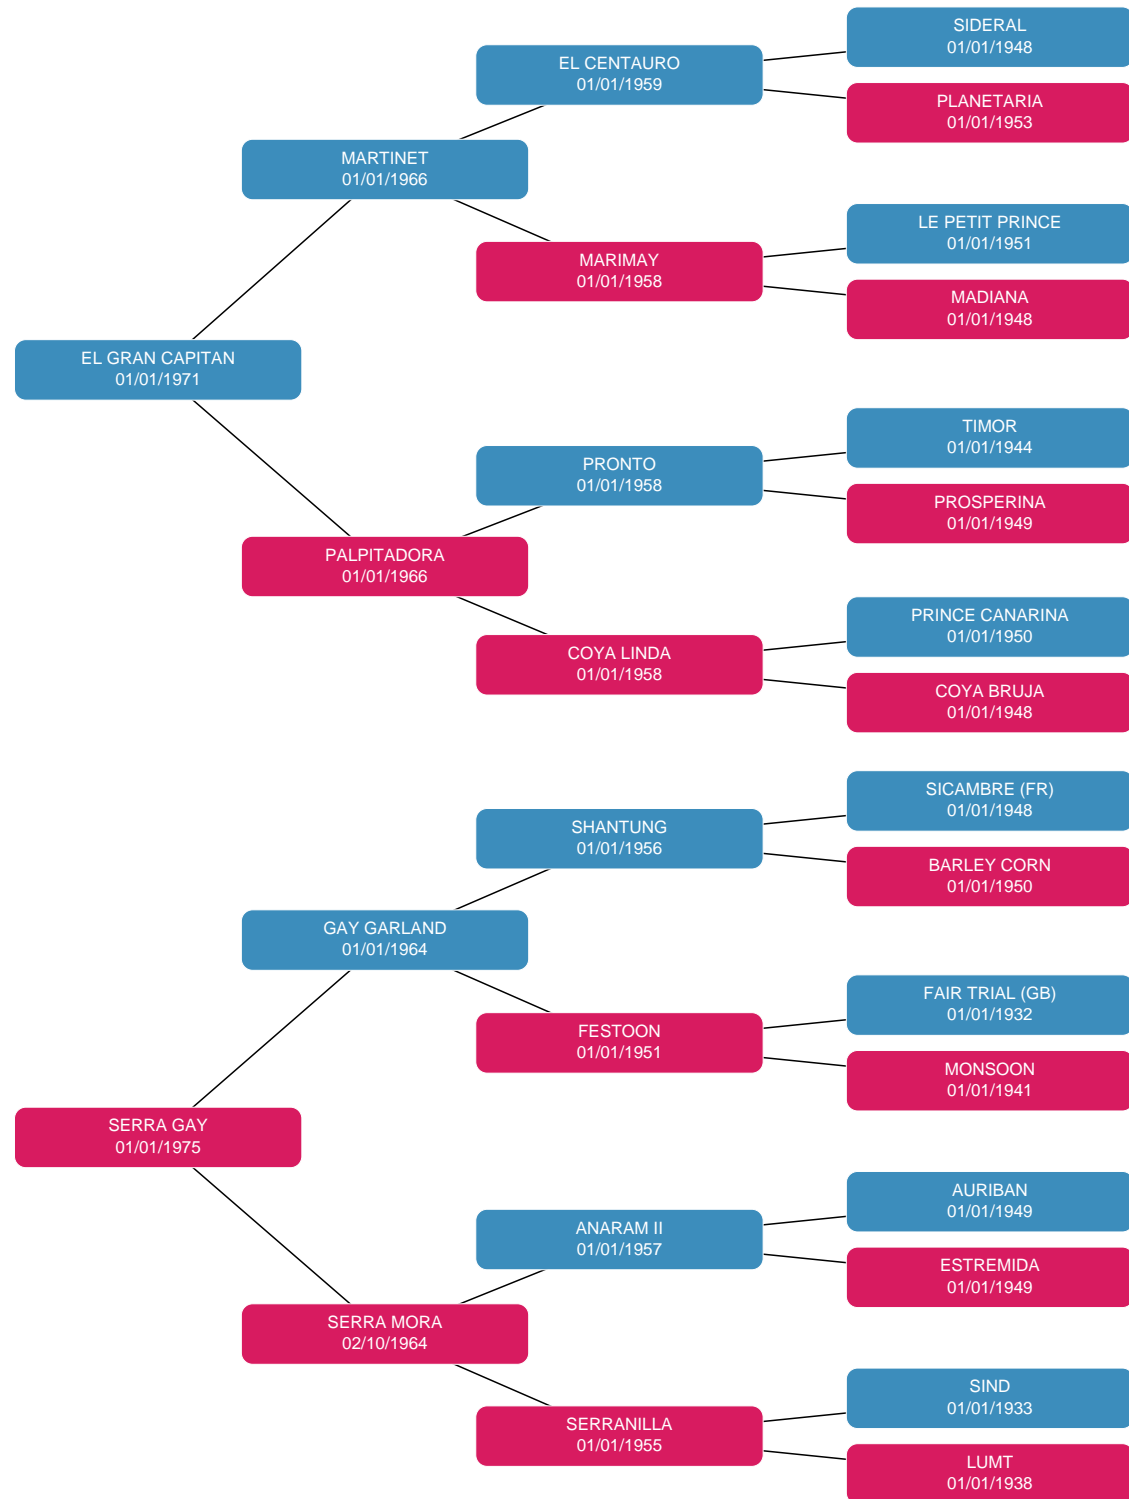 SIDERAL
01/01/1948
EL CENTAURO
01/01/1959
PLANETARIA
01/01/1953
MARTINET
01/01/1966
LE PETIT PRINCE
01/01/1951
MARIMAY
01/01/1958
MADIANA
01/01/1948
EL GRAN CAPITAN
01/01/1971
TIMOR
01/01/1944
PRONTO
01/01/1958
PROSPERINA
01/01/1949
PALPITADORA
01/01/1966
PRINCE CANARINA
01/01/1950
COYA LINDA
01/01/1958
COYA BRUJA
01/01/1948
SICAMBRE (FR)
01/01/1948
SHANTUNG
01/01/1956
BARLEY CORN
01/01/1950
GAY GARLAND
01/01/1964
FAIR TRIAL (GB)
01/01/1932
FESTOON
01/01/1951
MONSOON
01/01/1941
SERRA GAY
01/01/1975
AURIBAN
01/01/1949
ANARAM II
01/01/1957
ESTREMIDA
01/01/1949
SERRA MORA
02/10/1964
SIND
01/01/1933
SERRANILLA
01/01/1955
LUMT
01/01/1938